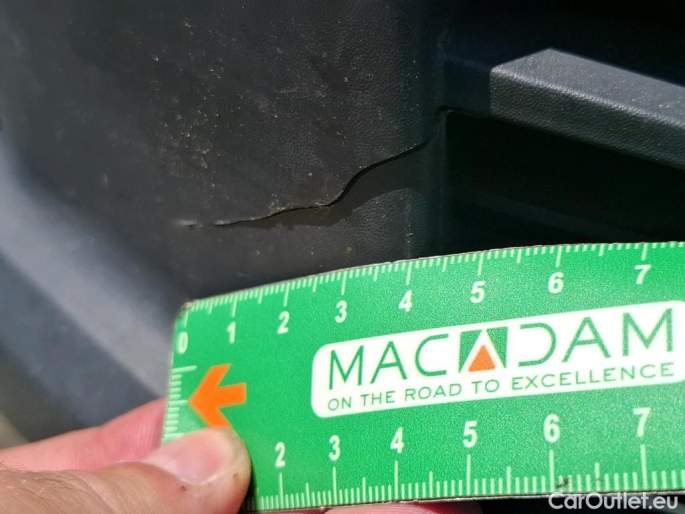 0 1 2 3 4 5 6 7
MACADAM
ON THE ROAD TO EXCELLENCE
2 3 4 5 6 7
CarOutlet.eu